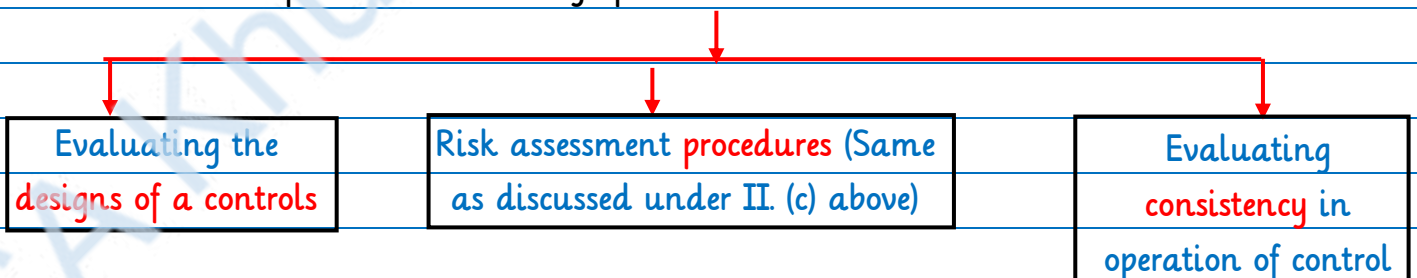 Evaluating the
designs of a controls
Risk assessment procedures (Same
as discussed under II. (c) above)
Evaluating
consistency in
operation of control